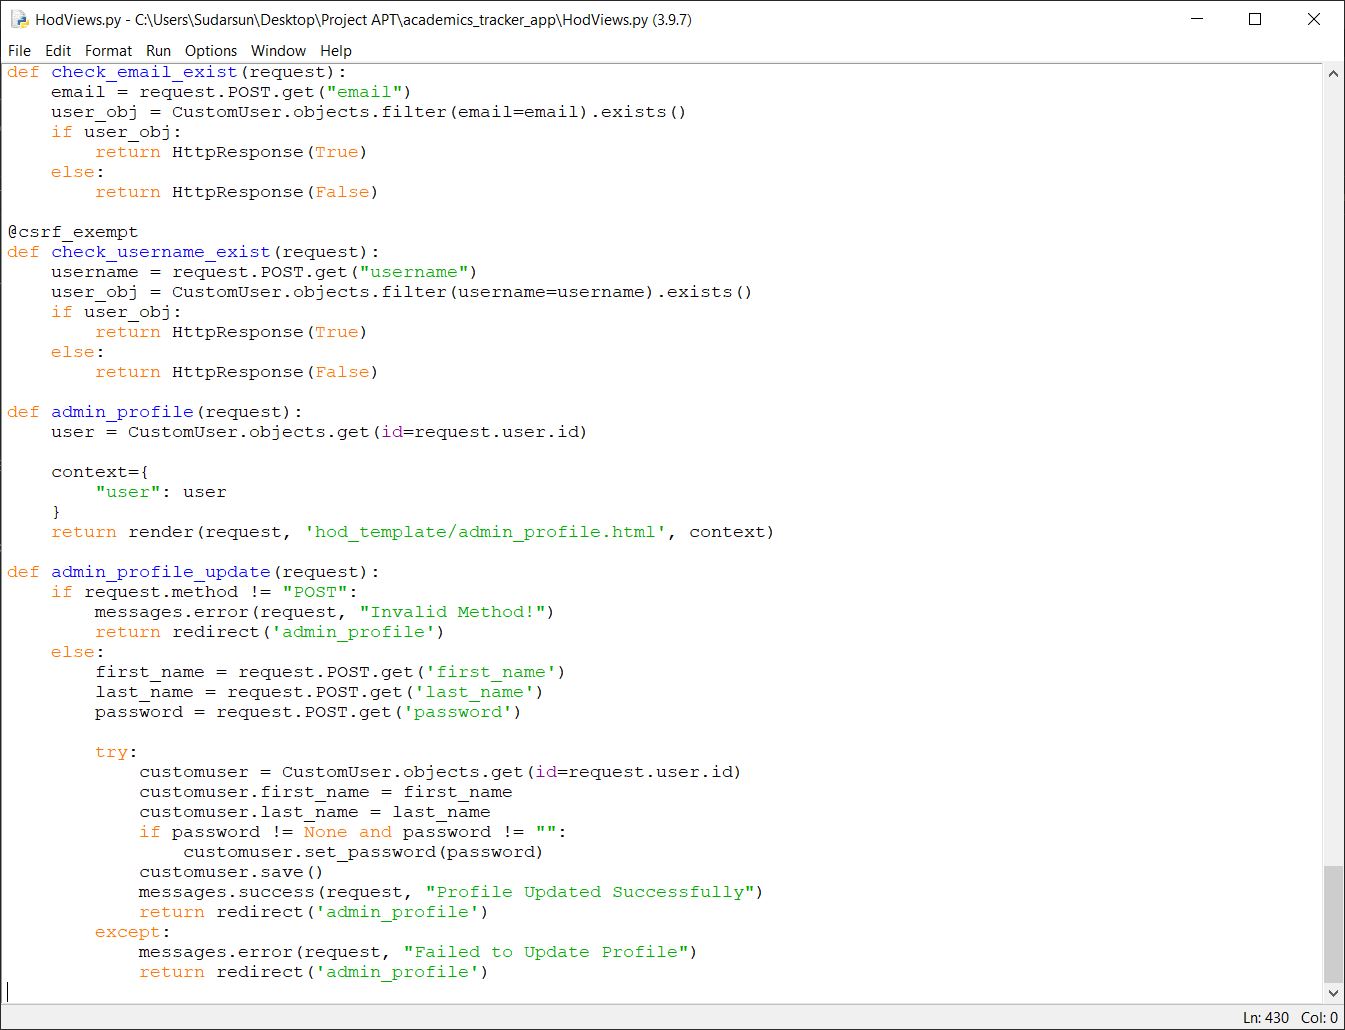 HodViews.py - C:\Users\Sudarsun\Desktop\Project APT\academics_tracker_app\HodViews.py (3.9.7)
File Edit Format Run Options Window Help
def check_email_exist(request):
    email = request.POST.get("email")
    user_obj = CustomUser.objects.filter(email=email).exists()
    if user_obj:
        return HttpResponse(True)
    else:
        return HttpResponse(False)

@csrf_exempt
def check_username_exist(request):
    username = request.POST.get("username")
    user_obj = CustomUser.objects.filter(username=username).exists()
    if user_obj:
        return HttpResponse(True)
    else:
        return HttpResponse(False)

def admin_profile(request):
    user = CustomUser.objects.get(id=request.user.id)

    context={
        "user": user
    }
    return render(request, 'hod_template/admin_profile.html', context)

def admin_profile_update(request):
    if request.method != "POST":
        messages.error(request, "Invalid Method!")
        return redirect('admin_profile')
    else:
        first_name = request.POST.get('first_name')
        last_name = request.POST.get('last_name')
        password = request.POST.get('password')

        try:
            customuser = CustomUser.objects.get(id=request.user.id)
            customuser.first_name = first_name
            customuser.last_name = last_name
            if password != None and password != "":
                customuser.set_password(password)
            customuser.save()
            messages.success(request, "Profile Updated Successfully")
            return redirect('admin_profile')
        except:
            messages.error(request, "Failed to Update Profile")
            return redirect('admin_profile')
Ln: 430 Col: 0